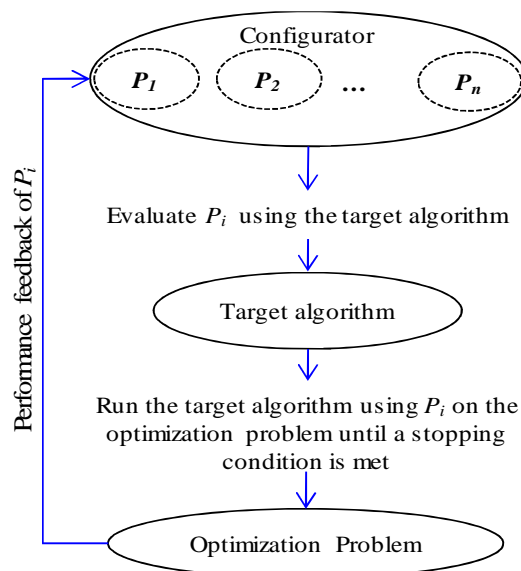 Configurator
P1 P2 ... Pn
Evaluate Pi using the target algorithm
Target algorithm
Run the target algorithm using Pi on the
optimization problem until a stopping
condition is met
Optimization Problem
Performance feedback of Pi